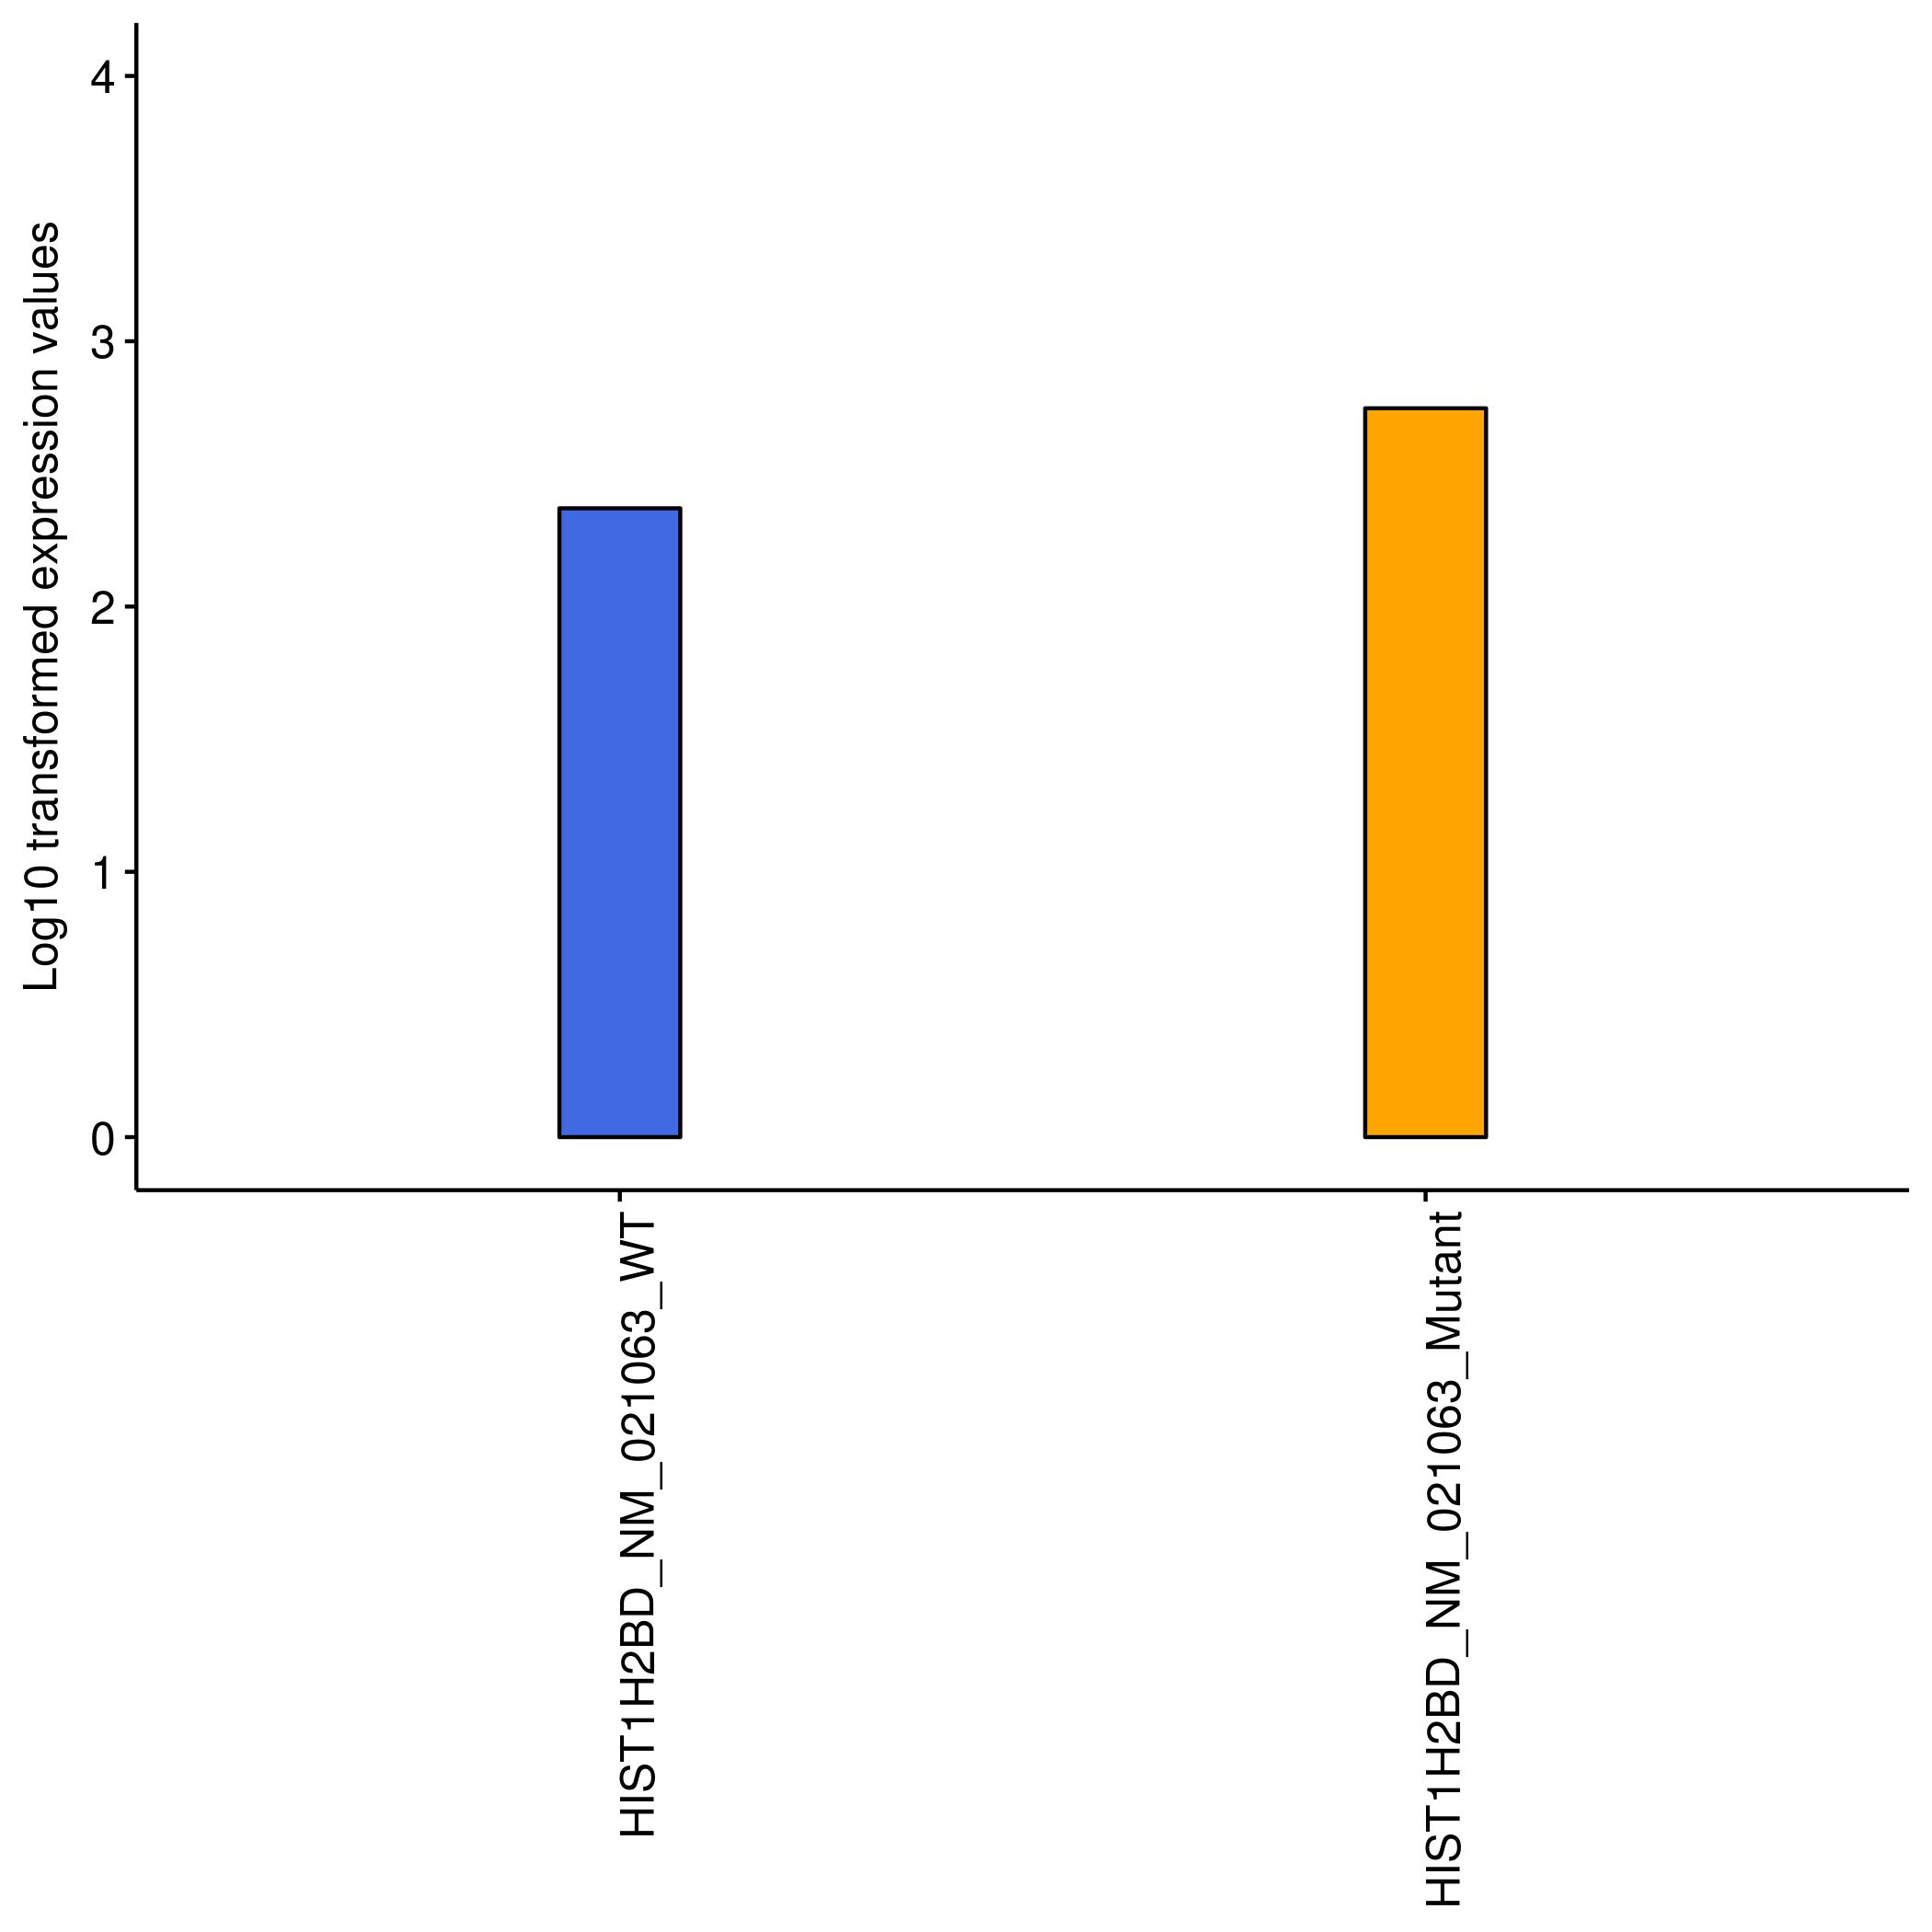 Log10 transformed expression values
4
3
2
1
0
HIST1H2BD_NM_021063_WT
HIST1H2BD_NM_021063_Mutant